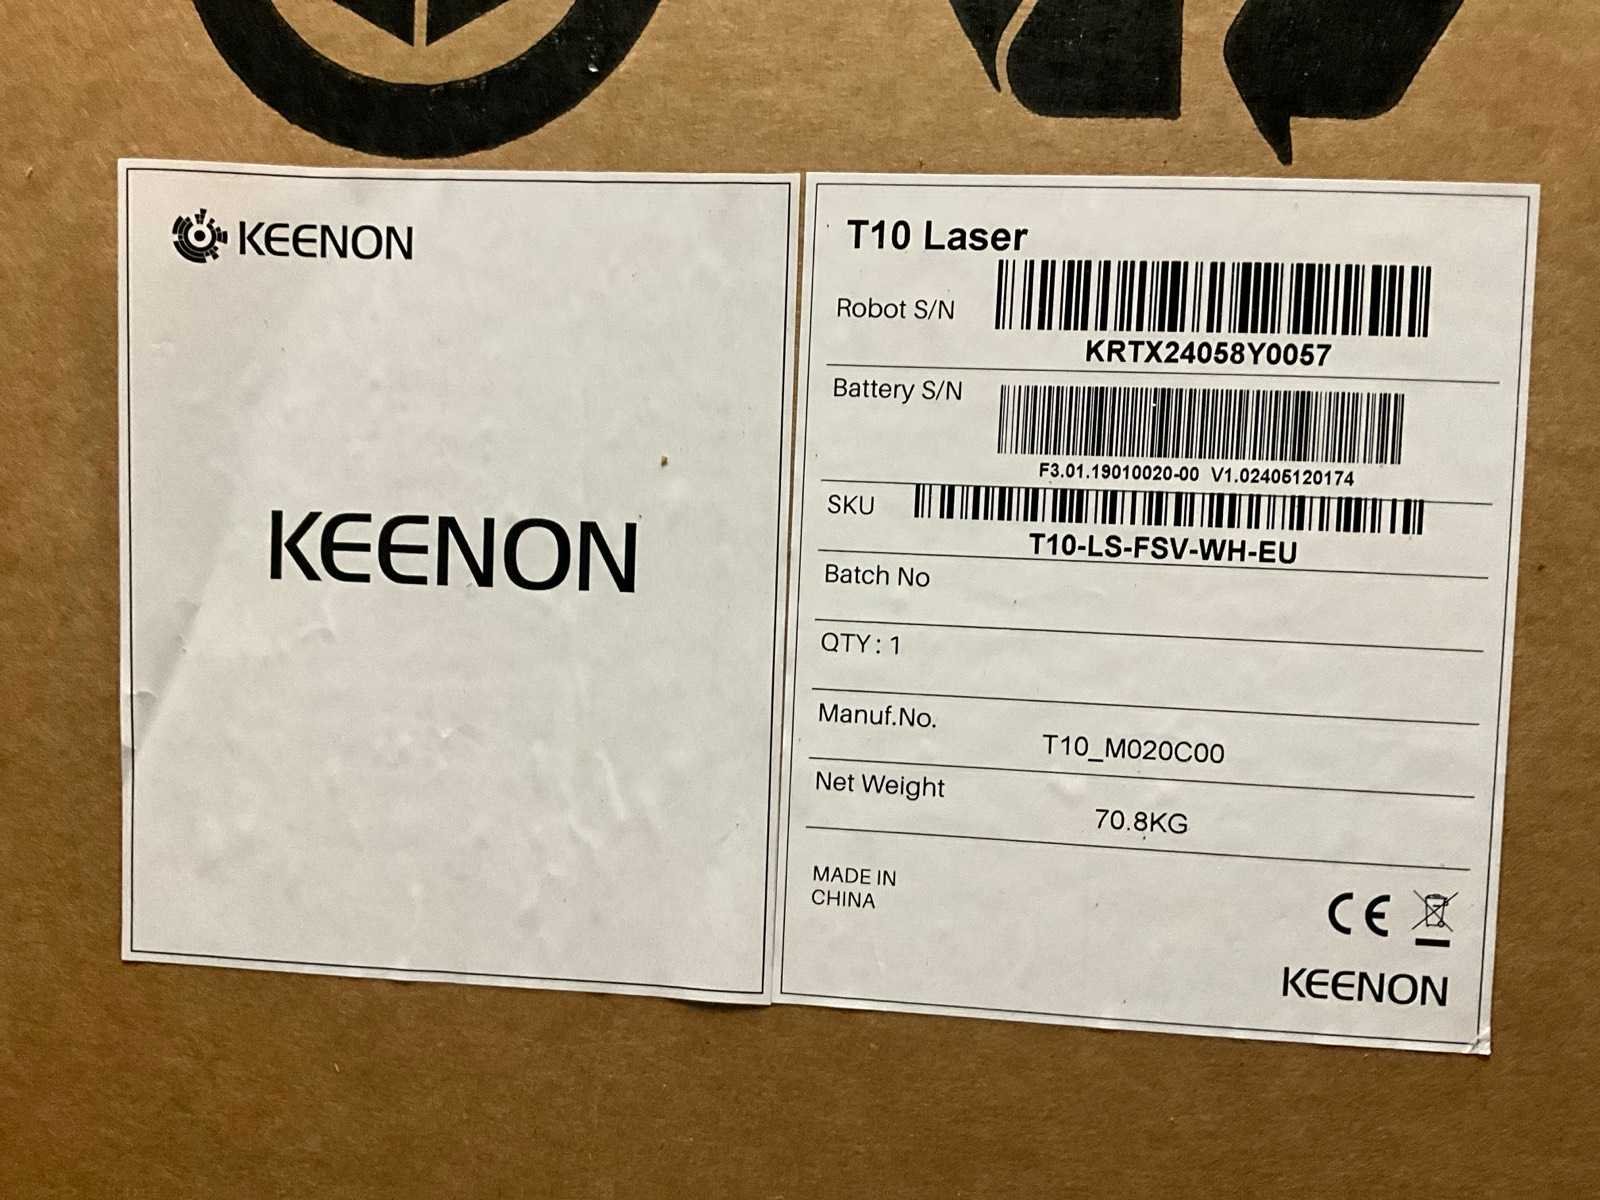 KEENON
KEENON
T10 Laser
Robot S/N
KRTX24058Y0057
Battery S/N
F3.01.19010020-00 V1.02405120174
SKU
T10-LS-FSV-WH-EU
Batch No
QTY : 1
Manuf.No.
T10_M020C00
Net Weight
70.8KG
MADE IN
CHINA
CE
KEENON